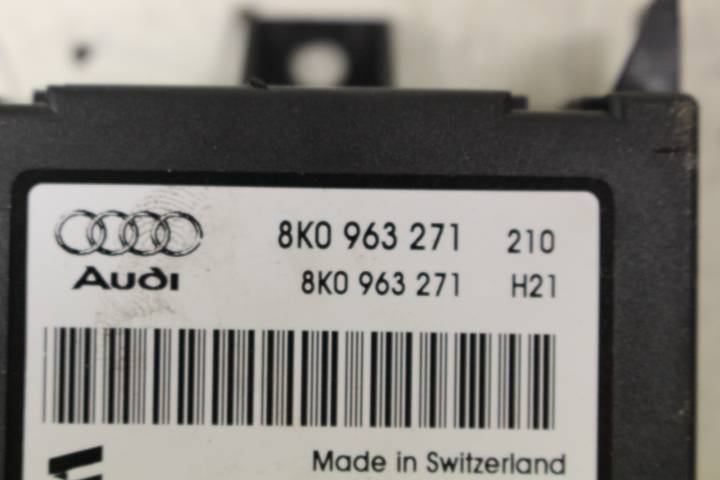 8K0 963 271 210
Audi 8K0 963 271 H21
Made in Switzerland